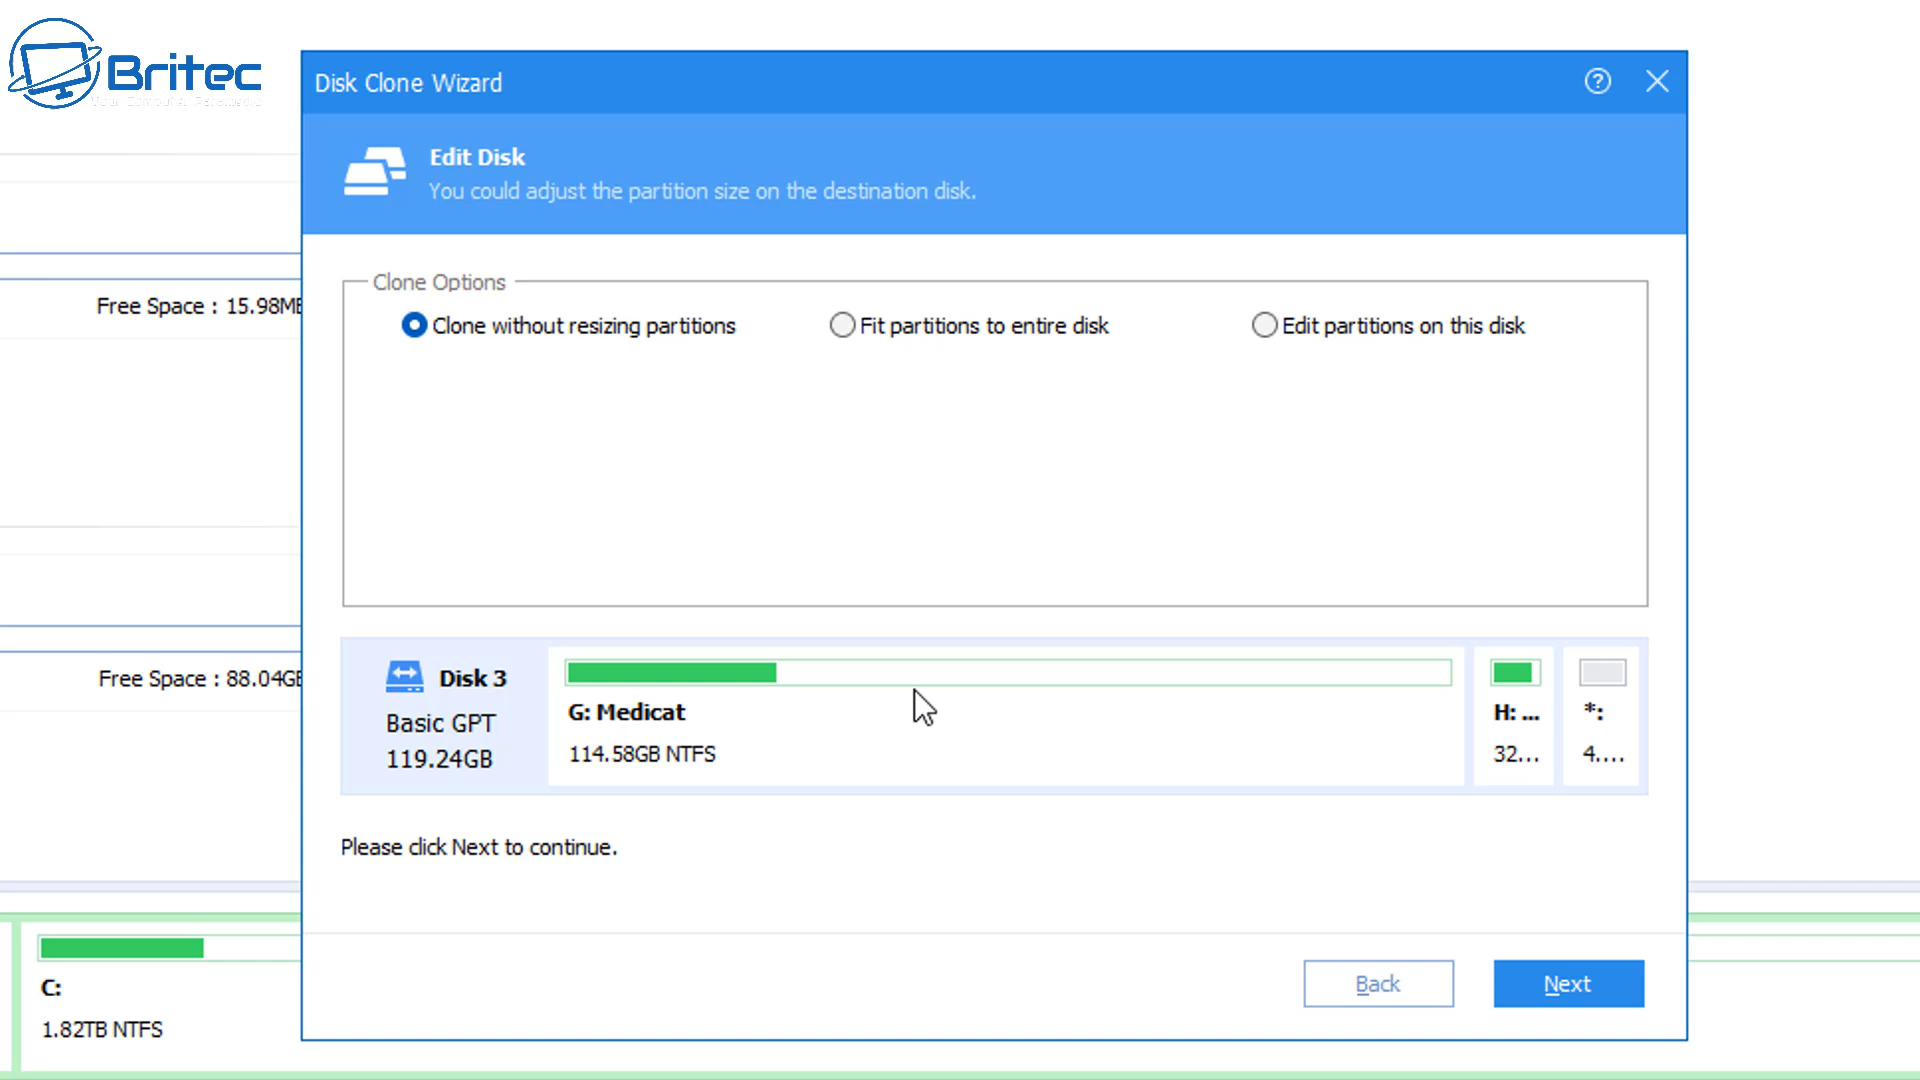 Britec
Your Computer Paramedic
Disk Clone Wizard
Edit Disk
You could adjust the partition size on the destination disk.
Clone Options
Clone without resizing partitions
Fit partitions to entire disk
Edit partitions on this disk
Free Space : 15.98MB
Disk 3
Basic GPT
119.24GB
G: Medicat
114.58GB NTFS
H: ...
32...
*:
4....
Free Space : 88.04GB
Please click Next to continue.
Back
Next
C:
1.82TB NTFS